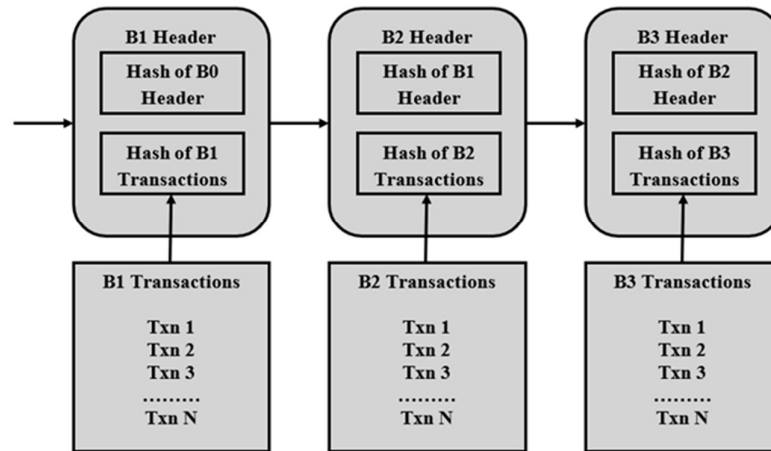 B1 Header
Hash of B0
Header
Hash of B1
Transactions
B2 Header
Hash of B1
Header
Hash of B2
Transactions
B3 Header
Hash of B2
Header
Hash of B3
Transactions
B1 Transactions
Txn 1
Txn 2
Txn 3
.........
Txn N
B2 Transactions
Txn 1
Txn 2
Txn 3
.........
Txn N
B3 Transactions
Txn 1
Txn 2
Txn 3
.........
Txn N